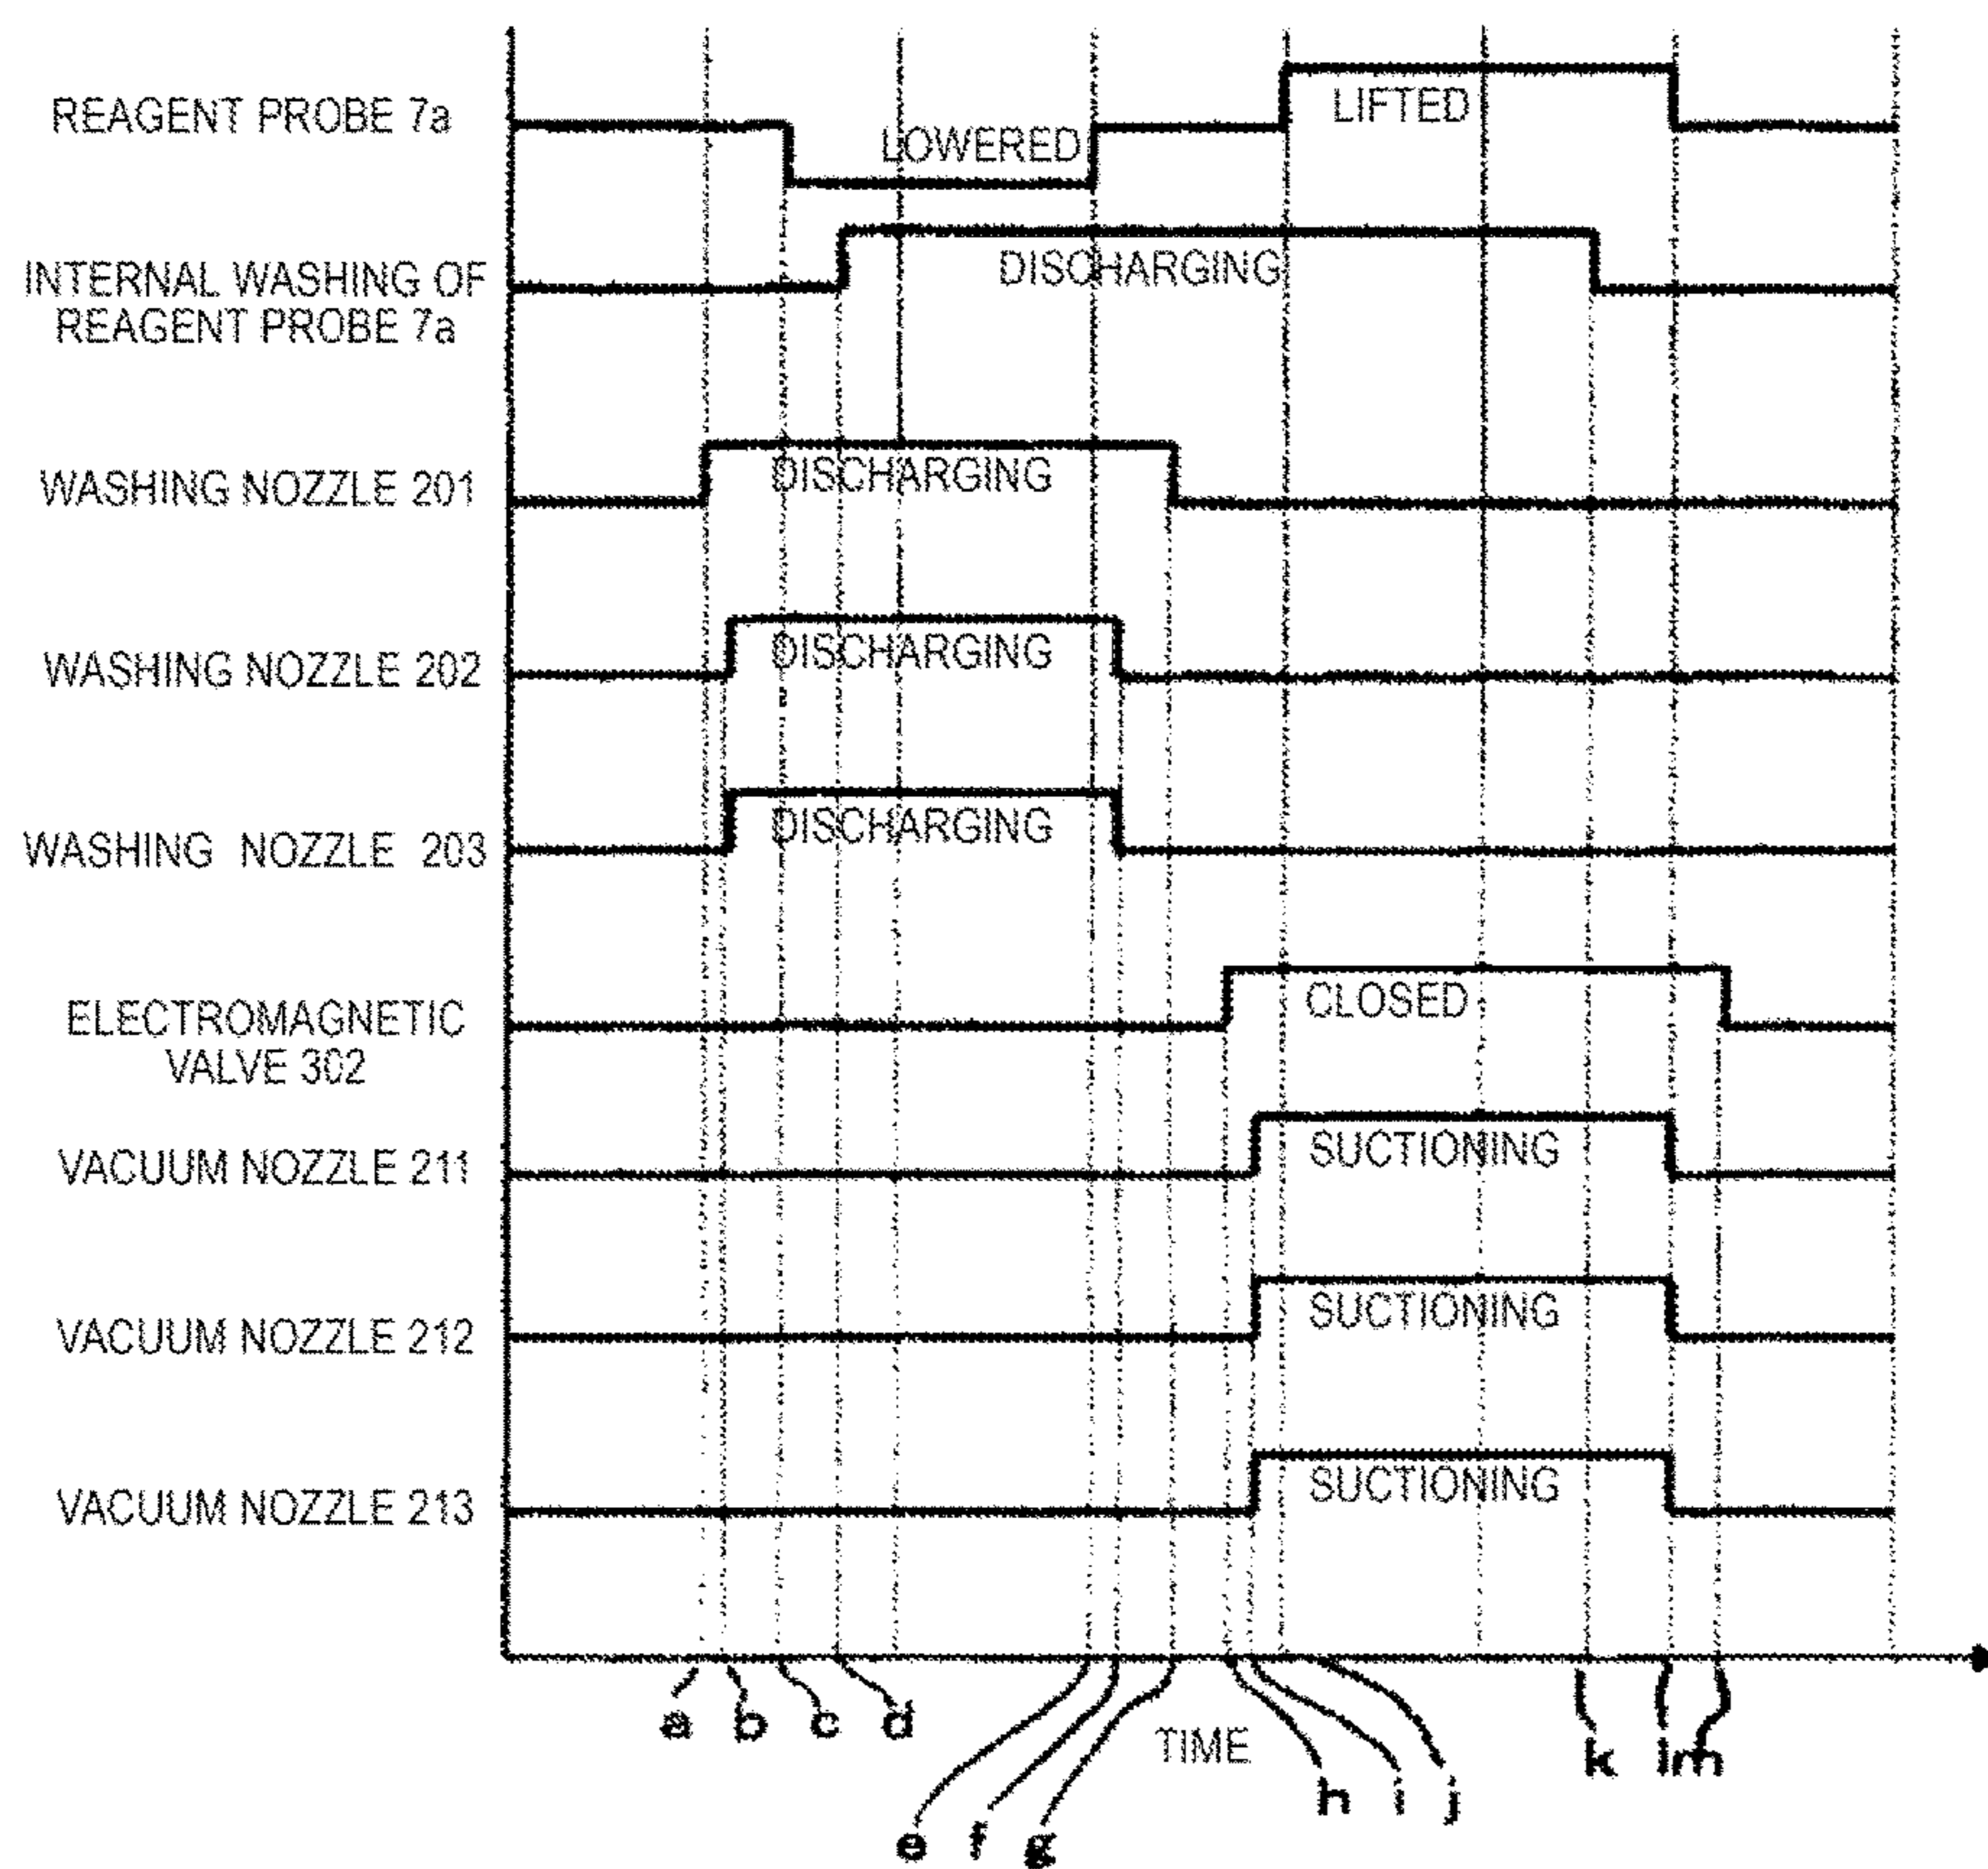 REAGENT PROBE 7a
LOWERED
LIFTED
INTERNAL WASHING OF
REAGENT PROBE 7a
DISCHARGING
WASHING NOZZLE 201
DISCHARGING
WASHING NOZZLE 202
DISCHARGING
WASHING NOZZLE 203
DISCHARGING
ELECTROMAGNETIC
VALVE 302
CLOSED
VACUUM NOZZLE 211
SUCTIONING
VACUUM NOZZLE 212
SUCTIONING
VACUUM NOZZLE 213
SUCTIONING
a b c d
TIME
e f g h i j k l m